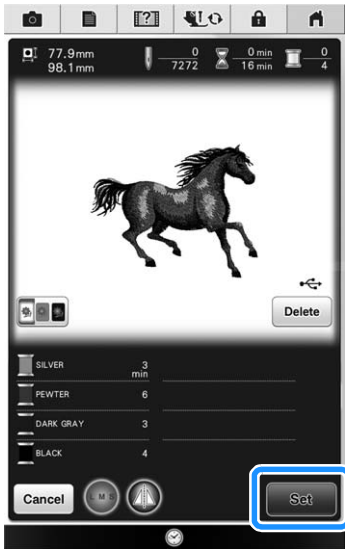 77.9mm 0 0 min 0
98.1mm 7272 16 min 4
Delete
SILVER 3
min
PEWTER 6
DARK GRAY 3
BLACK 4
Cancel L M S Set